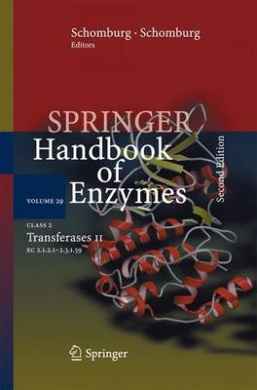 Schomburg · Schomburg
Editors
SPRINGER
Handbook
of
Enzymes
Second Edition
VOLUME 29
CLASS 2
Transferases II
EC 2.1.2.1–2.3.1.59
Springer